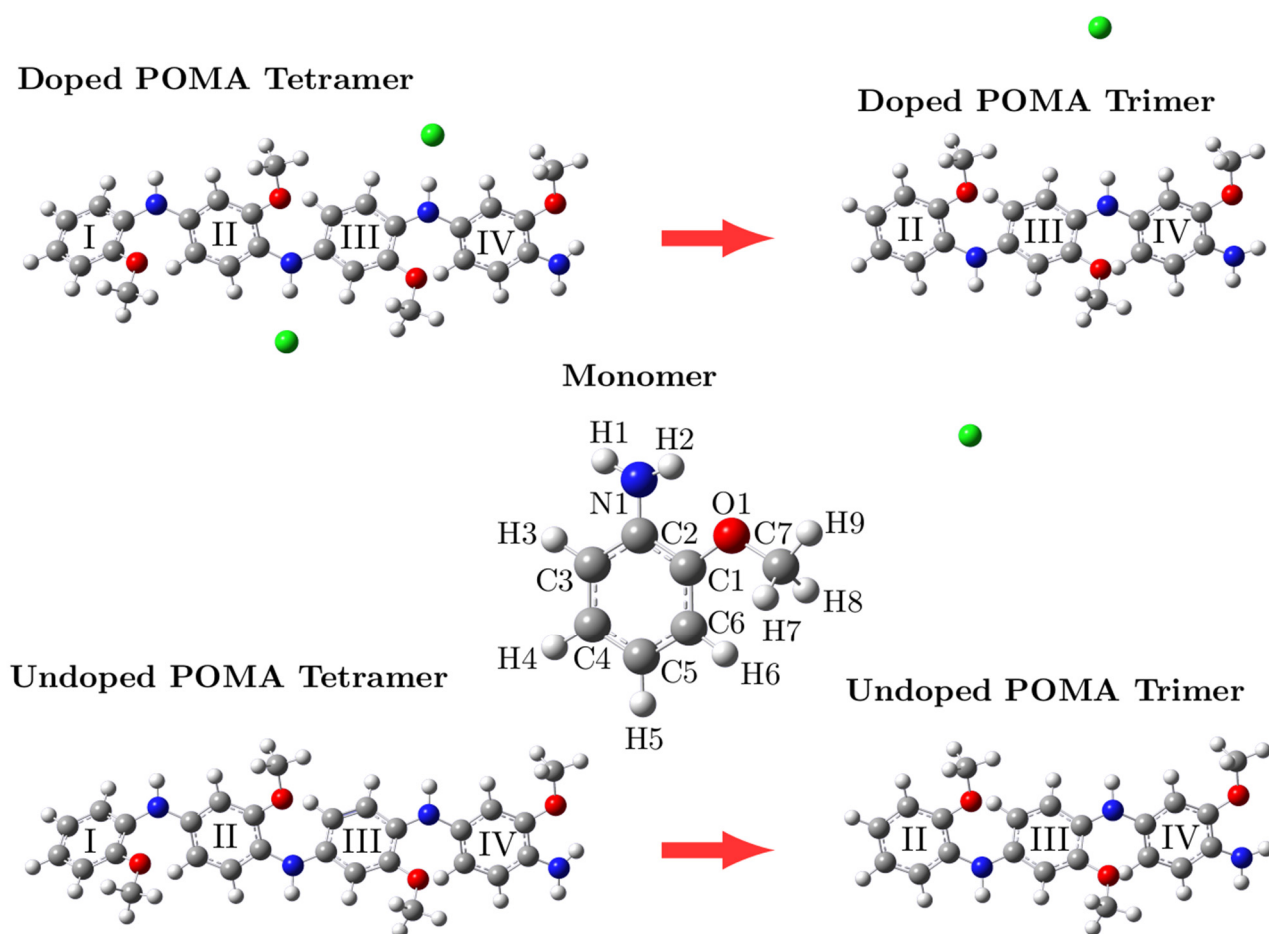 Doped POMA Tetramer
I II III IV
Doped POMA Trimer
II III IV
Monomer
H1 H2
N1 O1
H3 C2 C7 H9
C3 C1
H8
C6 H7
H4 C4 C5 H6
H5
Undoped POMA Tetramer
I II III IV
Undoped POMA Trimer
II III IV